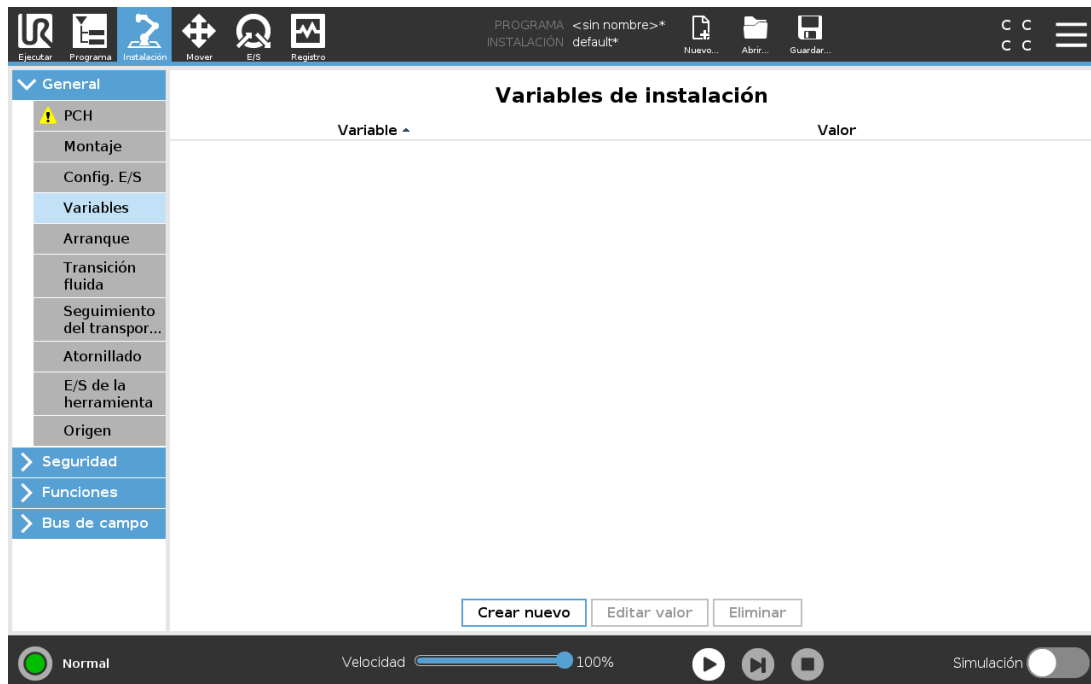 PROGRAMA <sin nombre>*
INSTALACIÓN default*
Ejecutar
Programa
Instalación
Mover
E/S
Registro
Nuevo...
Abrir...
Guardar...
C C
C C
General
PCH
Montaje
Config. E/S
Variables
Arranque
Transición
fluida
Seguimiento
del transpor...
Atornillado
E/S de la
herramienta
Origen
Seguridad
Funciones
Bus de campo
Variables de instalación
Variable
Valor
Crear nuevo
Editar valor
Eliminar
Normal
Velocidad
100%
Simulación